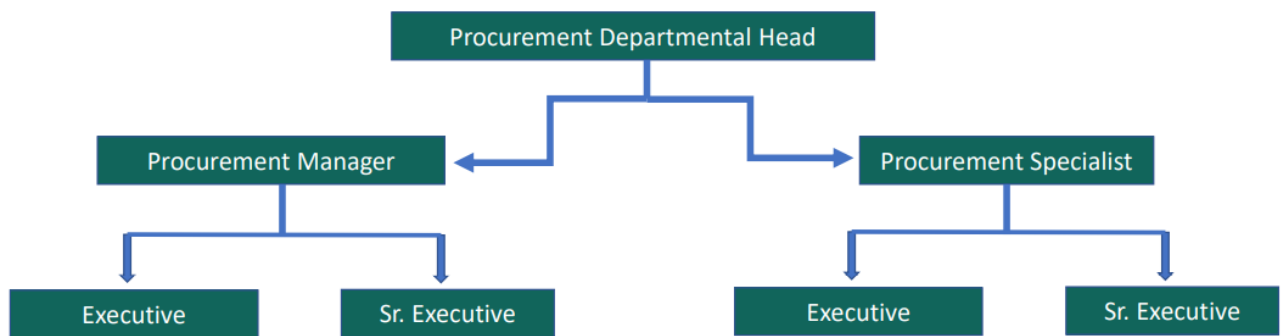 Procurement Departmental Head
Procurement Manager
Procurement Specialist
Executive
Sr. Executive
Executive
Sr. Executive